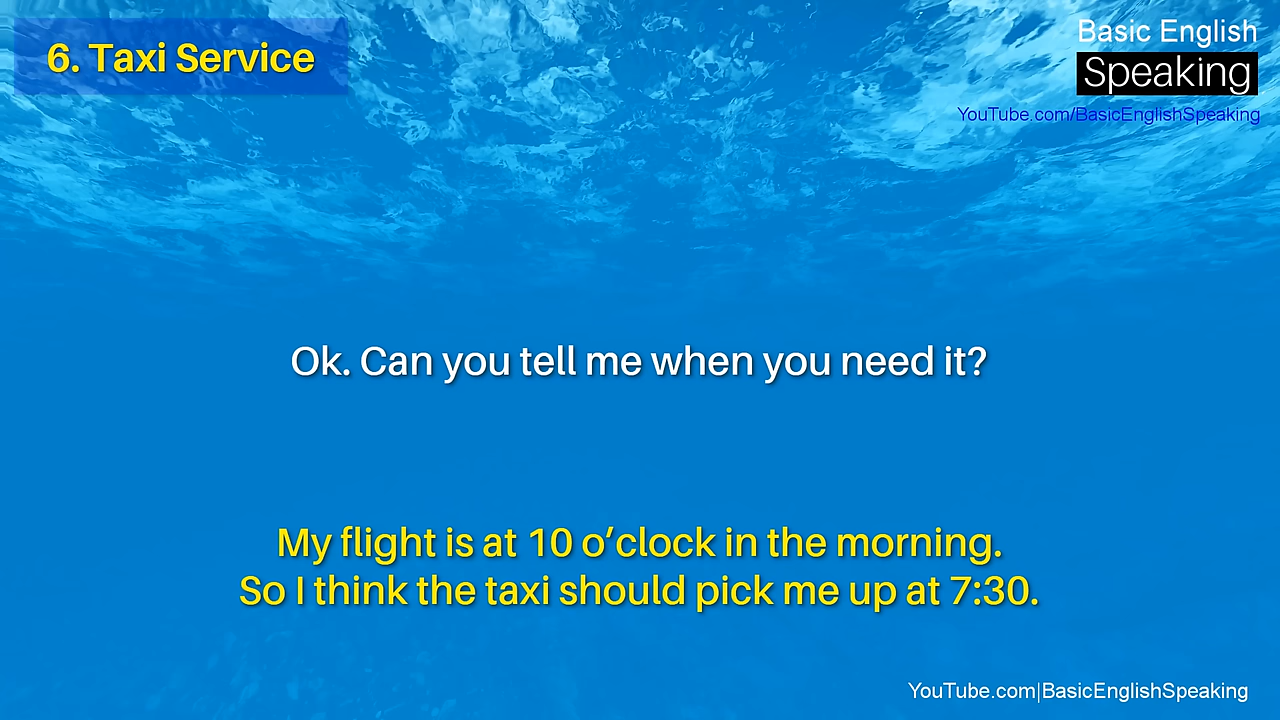 6. Taxi Service
Basic English
Speaking
YouTube.com/BasicEnglishSpeaking
Ok. Can you tell me when you need it?
My flight is at 10 o’clock in the morning.
So I think the taxi should pick me up at 7:30.
YouTube.com|BasicEnglishSpeaking